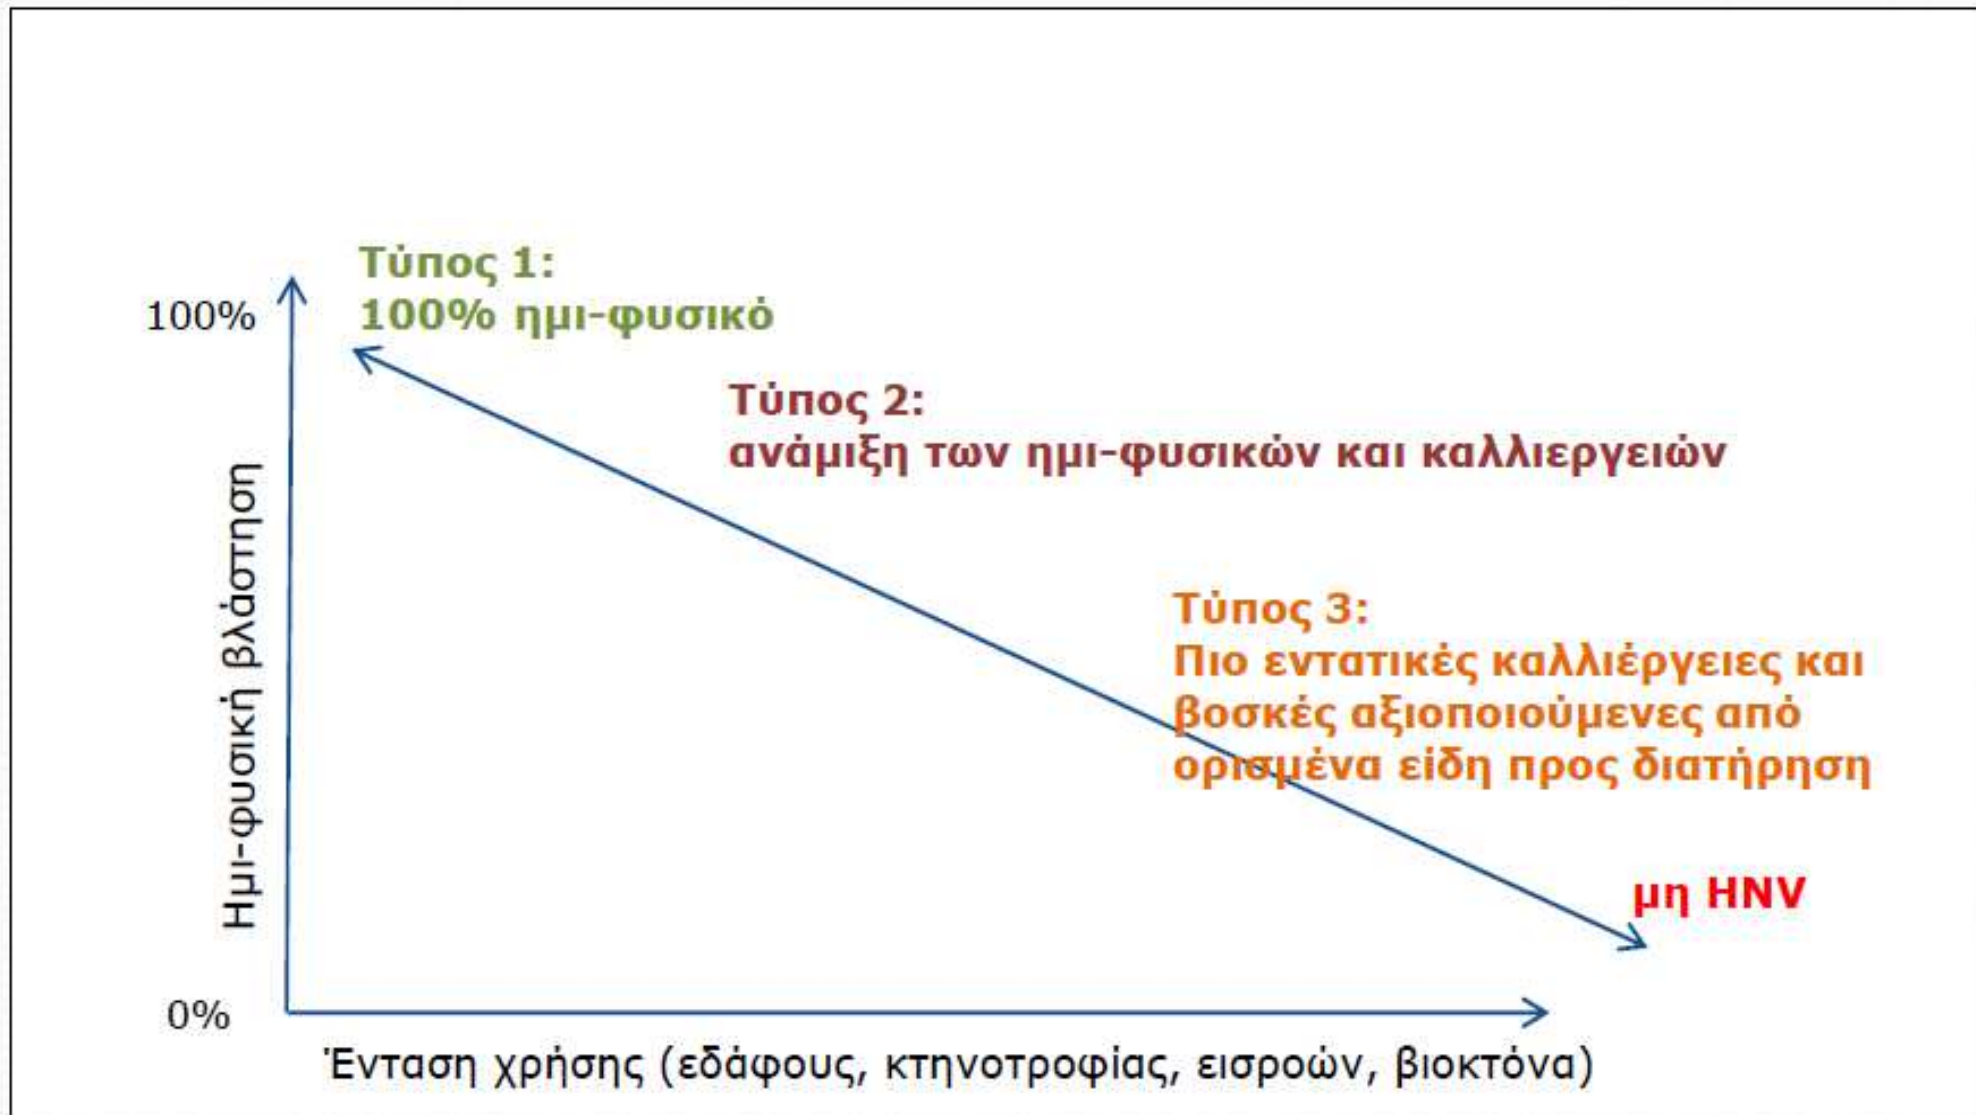 Τύπος 1:
100% ημι-φυσικό
100%
Τύπος 2:
ανάμιξη των ημι-φυσικών και καλλιεργειών
Ημι-φυσική βλάστηση
Τύπος 3:
Πιο εντατικές καλλιέργειες και
βοσκές αξιοποιούμενες από
ορισμένα είδη προς διατήρηση
μη HNV
0%
Ένταση χρήσης (εδάφους, κτηνοτροφίας, εισροών, βιοκτόνα)